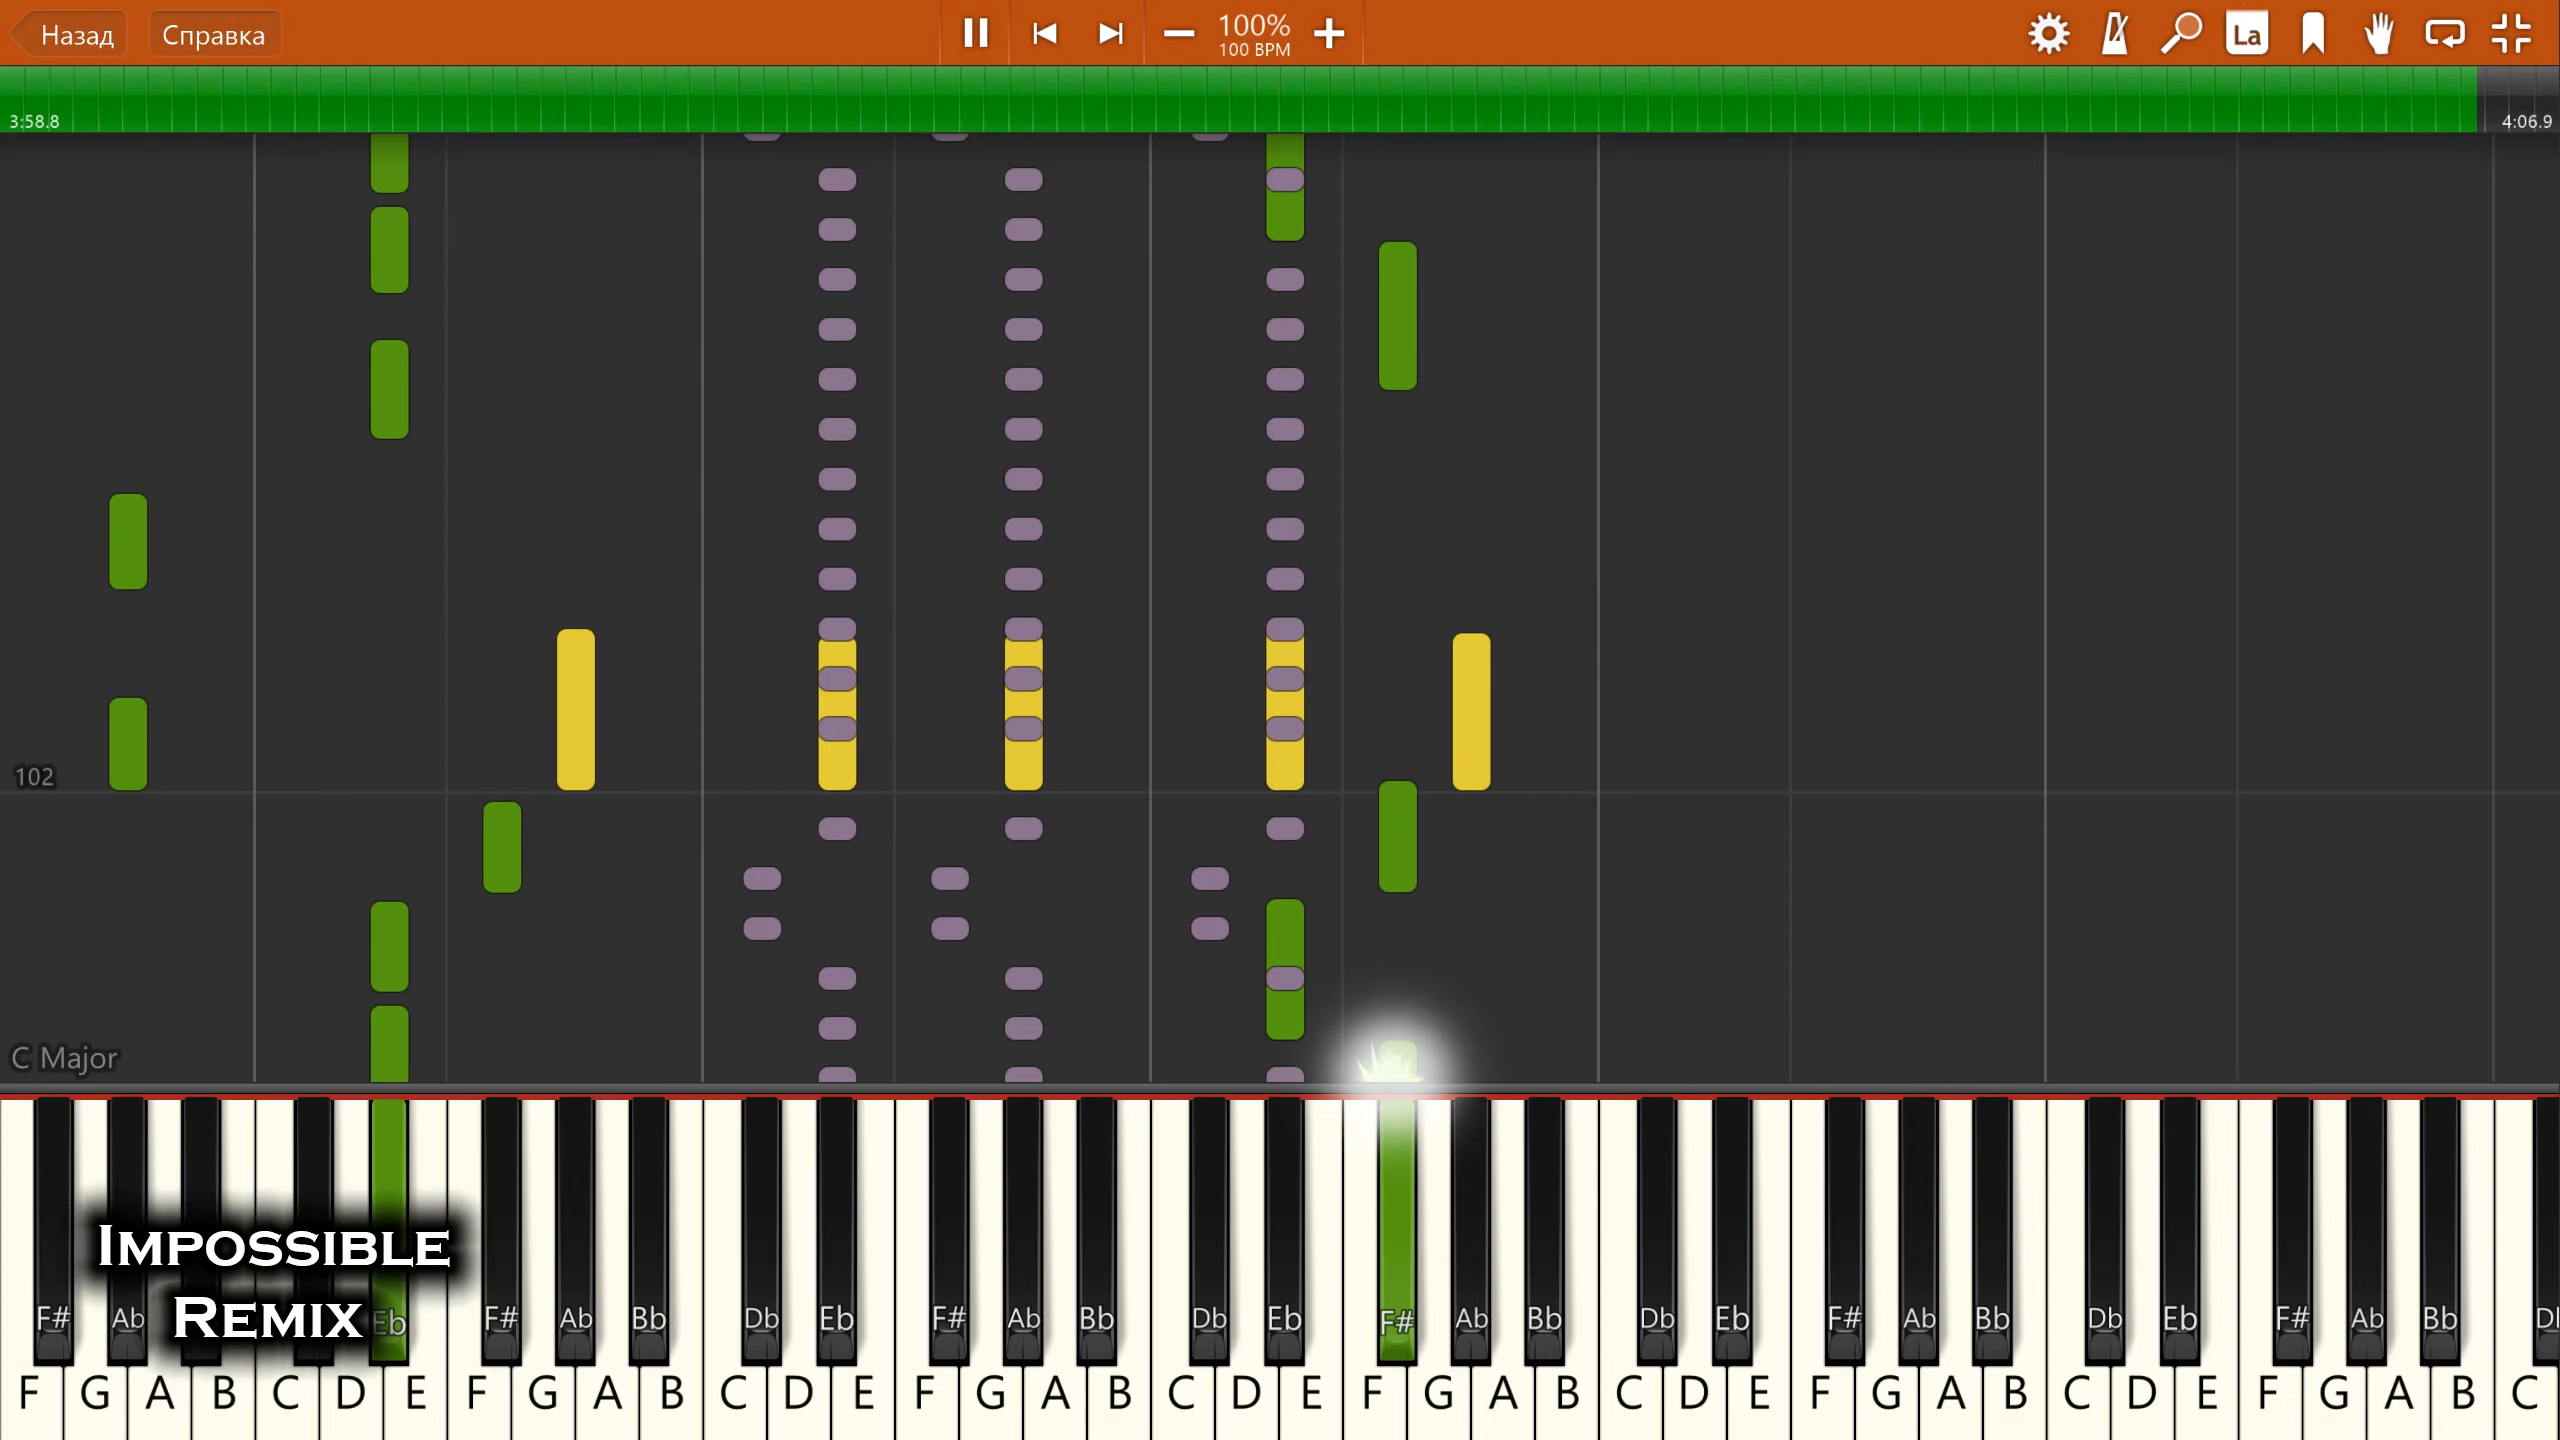 Назад Справка 100% La
100 BPM
3:58.8 4:06.9
102
C Major
Impossible
Remix
F# Ab Eb F# Ab Bb Db Eb F# Ab Bb Db Eb F# Ab Bb Db Eb F# Ab Bb Db Eb F# Ab Bb
F G A B C D E F G A B C D E F G A B C D E F G A B C D E F G A B C D E F G A B C